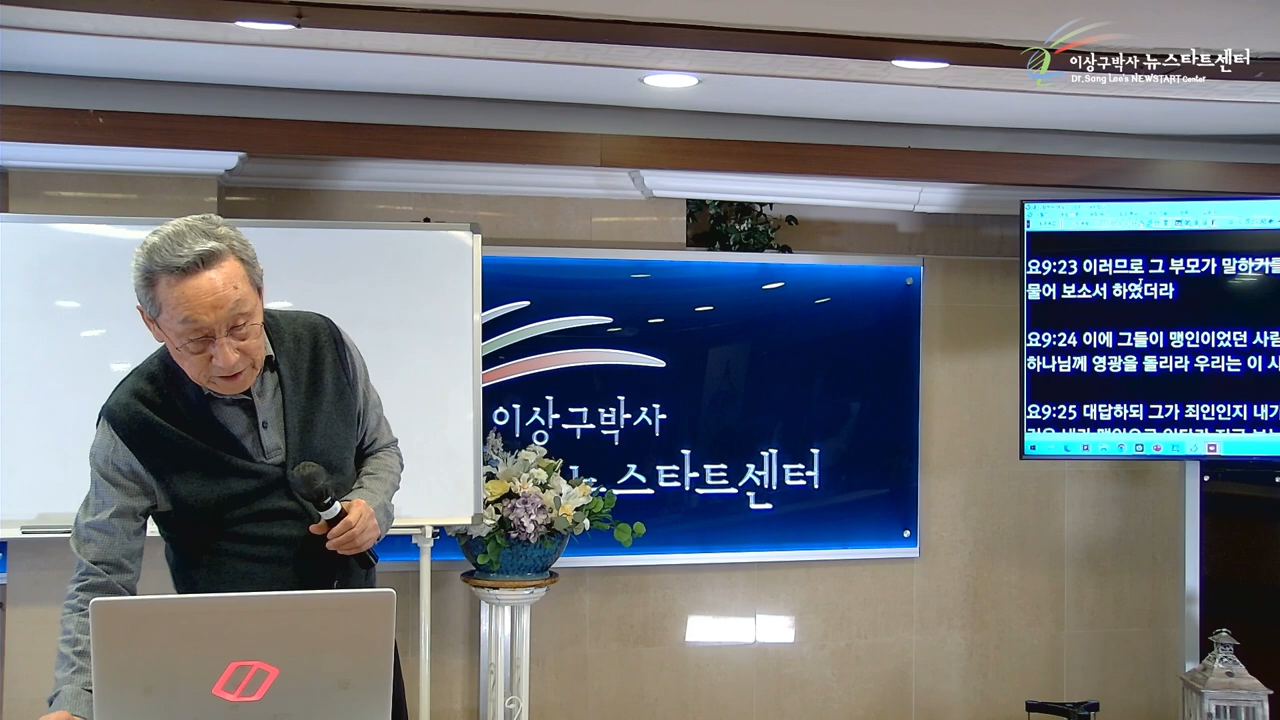 이상구박사 뉴스타트센터
Dr.Sang Lee's NEWSTART Center
요9:23 이러므로 그 부모가 말하거
물어 보소서 하였더라
요9:24 이에 그들이 맹인이었던 사람
하나님께 영광을 돌리라 우리는 이 사
요9:25 대답하되 그가 죄인인지 내가
이상구박사
뉴스타트센터